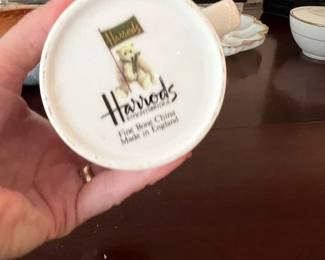 Harrods
Harrods
KNIGHTSBRIDGE
Fine Bone China
Made in England